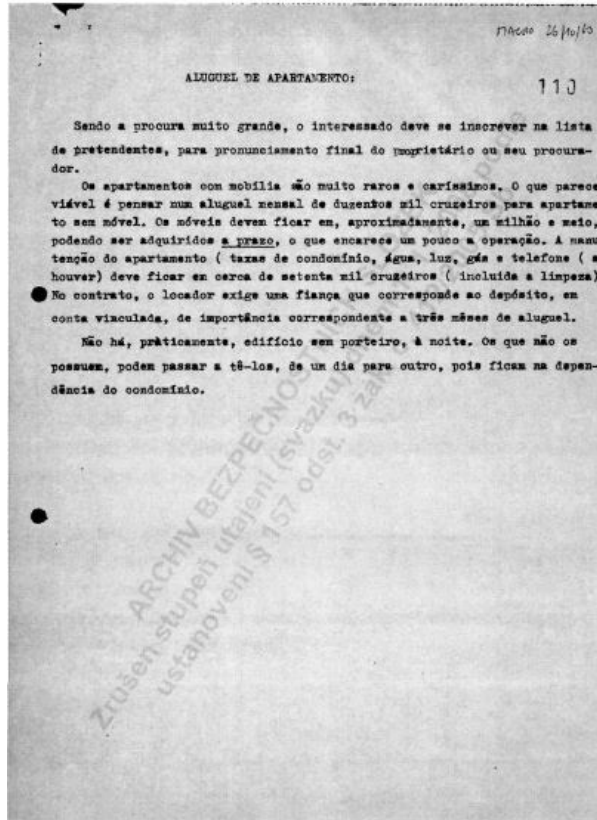 26/10/65
ALUGUEL DE APARTAMENTO:
110
Sendo a procura muito grande, o interessado deve se inscrever na lista
de pretendentes, para pronunciamento final do proprietário ou seu procura-
dor.
Os apartamentos com mobília são muito raros e caríssimos. O que parece
viável é pensar num aluguel mensal de duzentos mil cruzeiros para apartame
to sem móvel. Os móveis devem ficar em, aproximadamente, um milhão e meio,
podendo ser adquiridos a prazo, o que encarece um pouco a operação. A manu
tenção do apartamento ( taxas de condomínio, água, luz, gás e telefone ( s
houver) deve ficar em cerca de setenta mil cruzeiros ( incluida a limpeza)
No contrato, o locador exige uma fiança que corresponde ao depósito, em
conta vinculada, de importância correspondente a três mêses de aluguel.
Não há, pràticamente, edifício sem porteiro, à noite. Os que não os
possuem, podem passar a tê-los, de um dia para outro, pois ficam na depen-
dência do condomínio.
ARCHIV BEZPEČNOSTNÍCH
Zrušen stupeň utajení (svazku) dle
ustanovení § 157 odst. 3 zák.